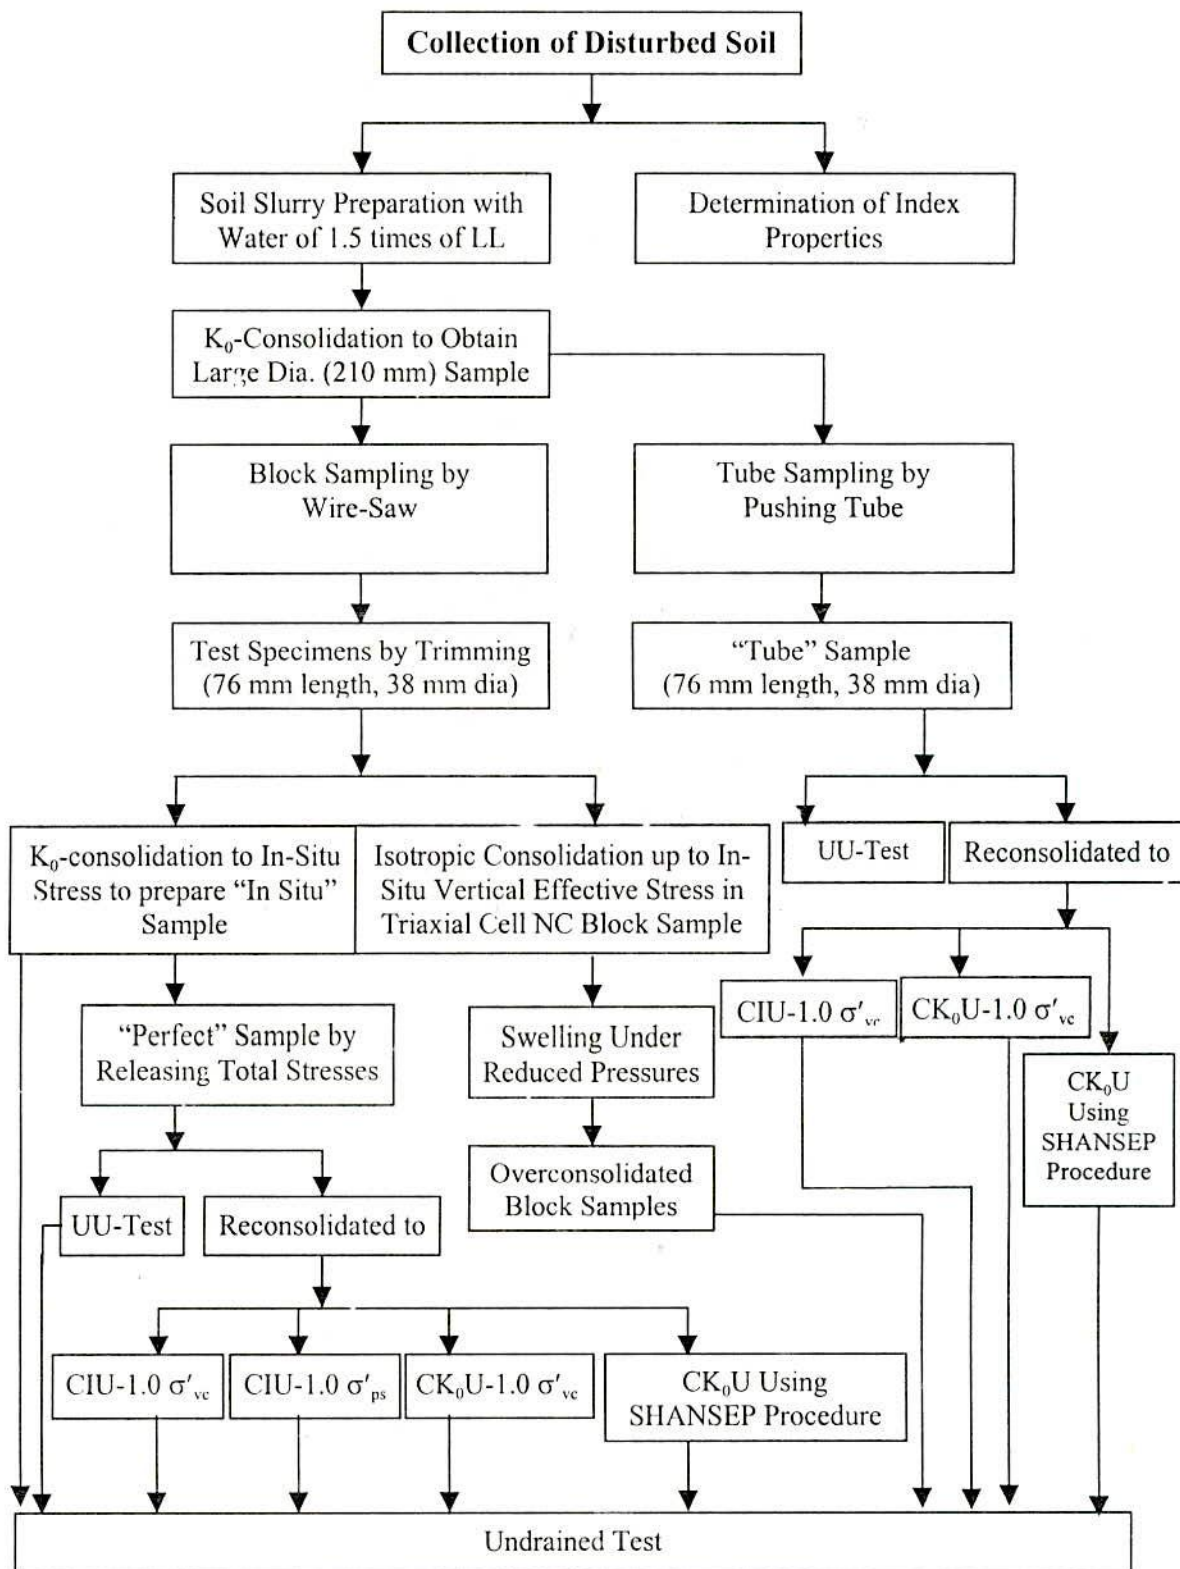 Collection of Disturbed Soil
Soil Slurry Preparation with
Water of 1.5 times of LL
Determination of Index
Properties
K₀-Consolidation to Obtain
Large Dia. (210 mm) Sample
Block Sampling by
Wire-Saw
Tube Sampling by
Pushing Tube
Test Specimens by Trimming
(76 mm length, 38 mm dia)
“Tube” Sample
(76 mm length, 38 mm dia)
K₀-consolidation to In-Situ
Stress to prepare “In Situ”
Sample
Isotropic Consolidation up to In-
Situ Vertical Effective Stress in
Triaxial Cell NC Block Sample
UU-Test
Reconsolidated to
CIU-1.0 σ′vc
CK₀U-1.0 σ′vc
CK₀U
Using
SHANSEP
Procedure
“Perfect” Sample by
Releasing Total Stresses
Swelling Under
Reduced Pressures
Overconsolidated
Block Samples
UU-Test
Reconsolidated to
CIU-1.0 σ′vc
CIU-1.0 σ′ps
CK₀U-1.0 σ′vc
CK₀U Using
SHANSEP Procedure
Undrained Test